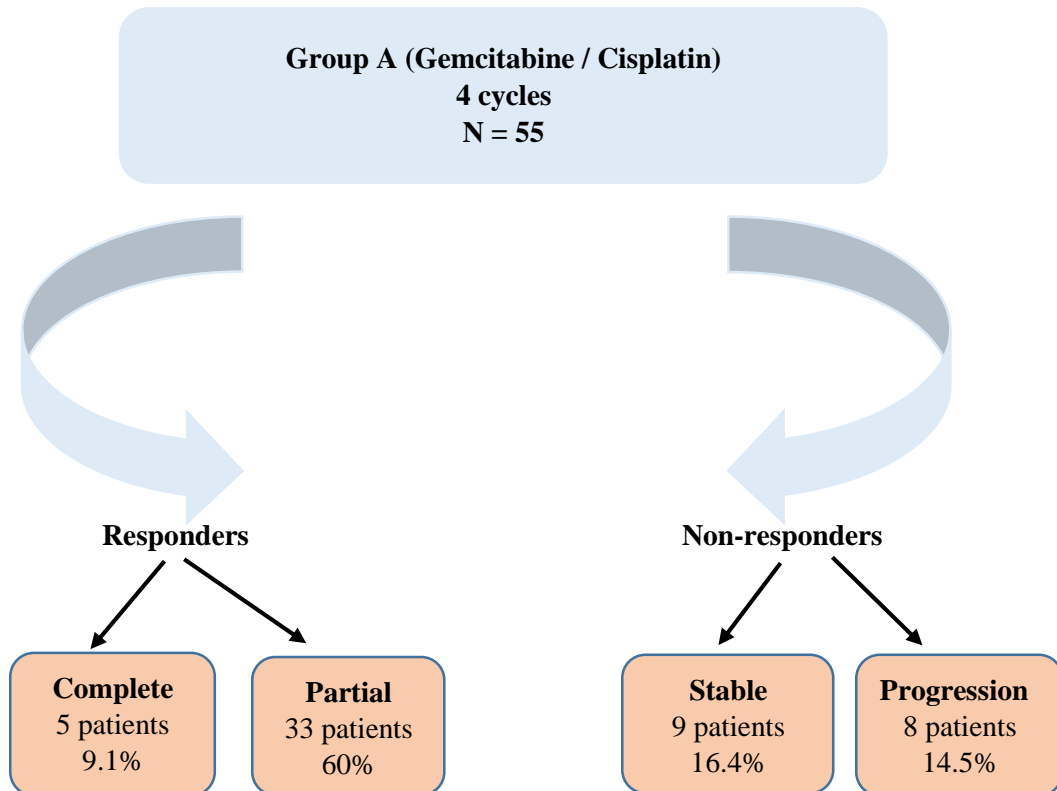 Group A (Gemcitabine / Cisplatin)
4 cycles
N = 55
Responders
Non-responders
Complete
5 patients
9.1%
Partial
33 patients
60%
Stable
9 patients
16.4%
Progression
8 patients
14.5%